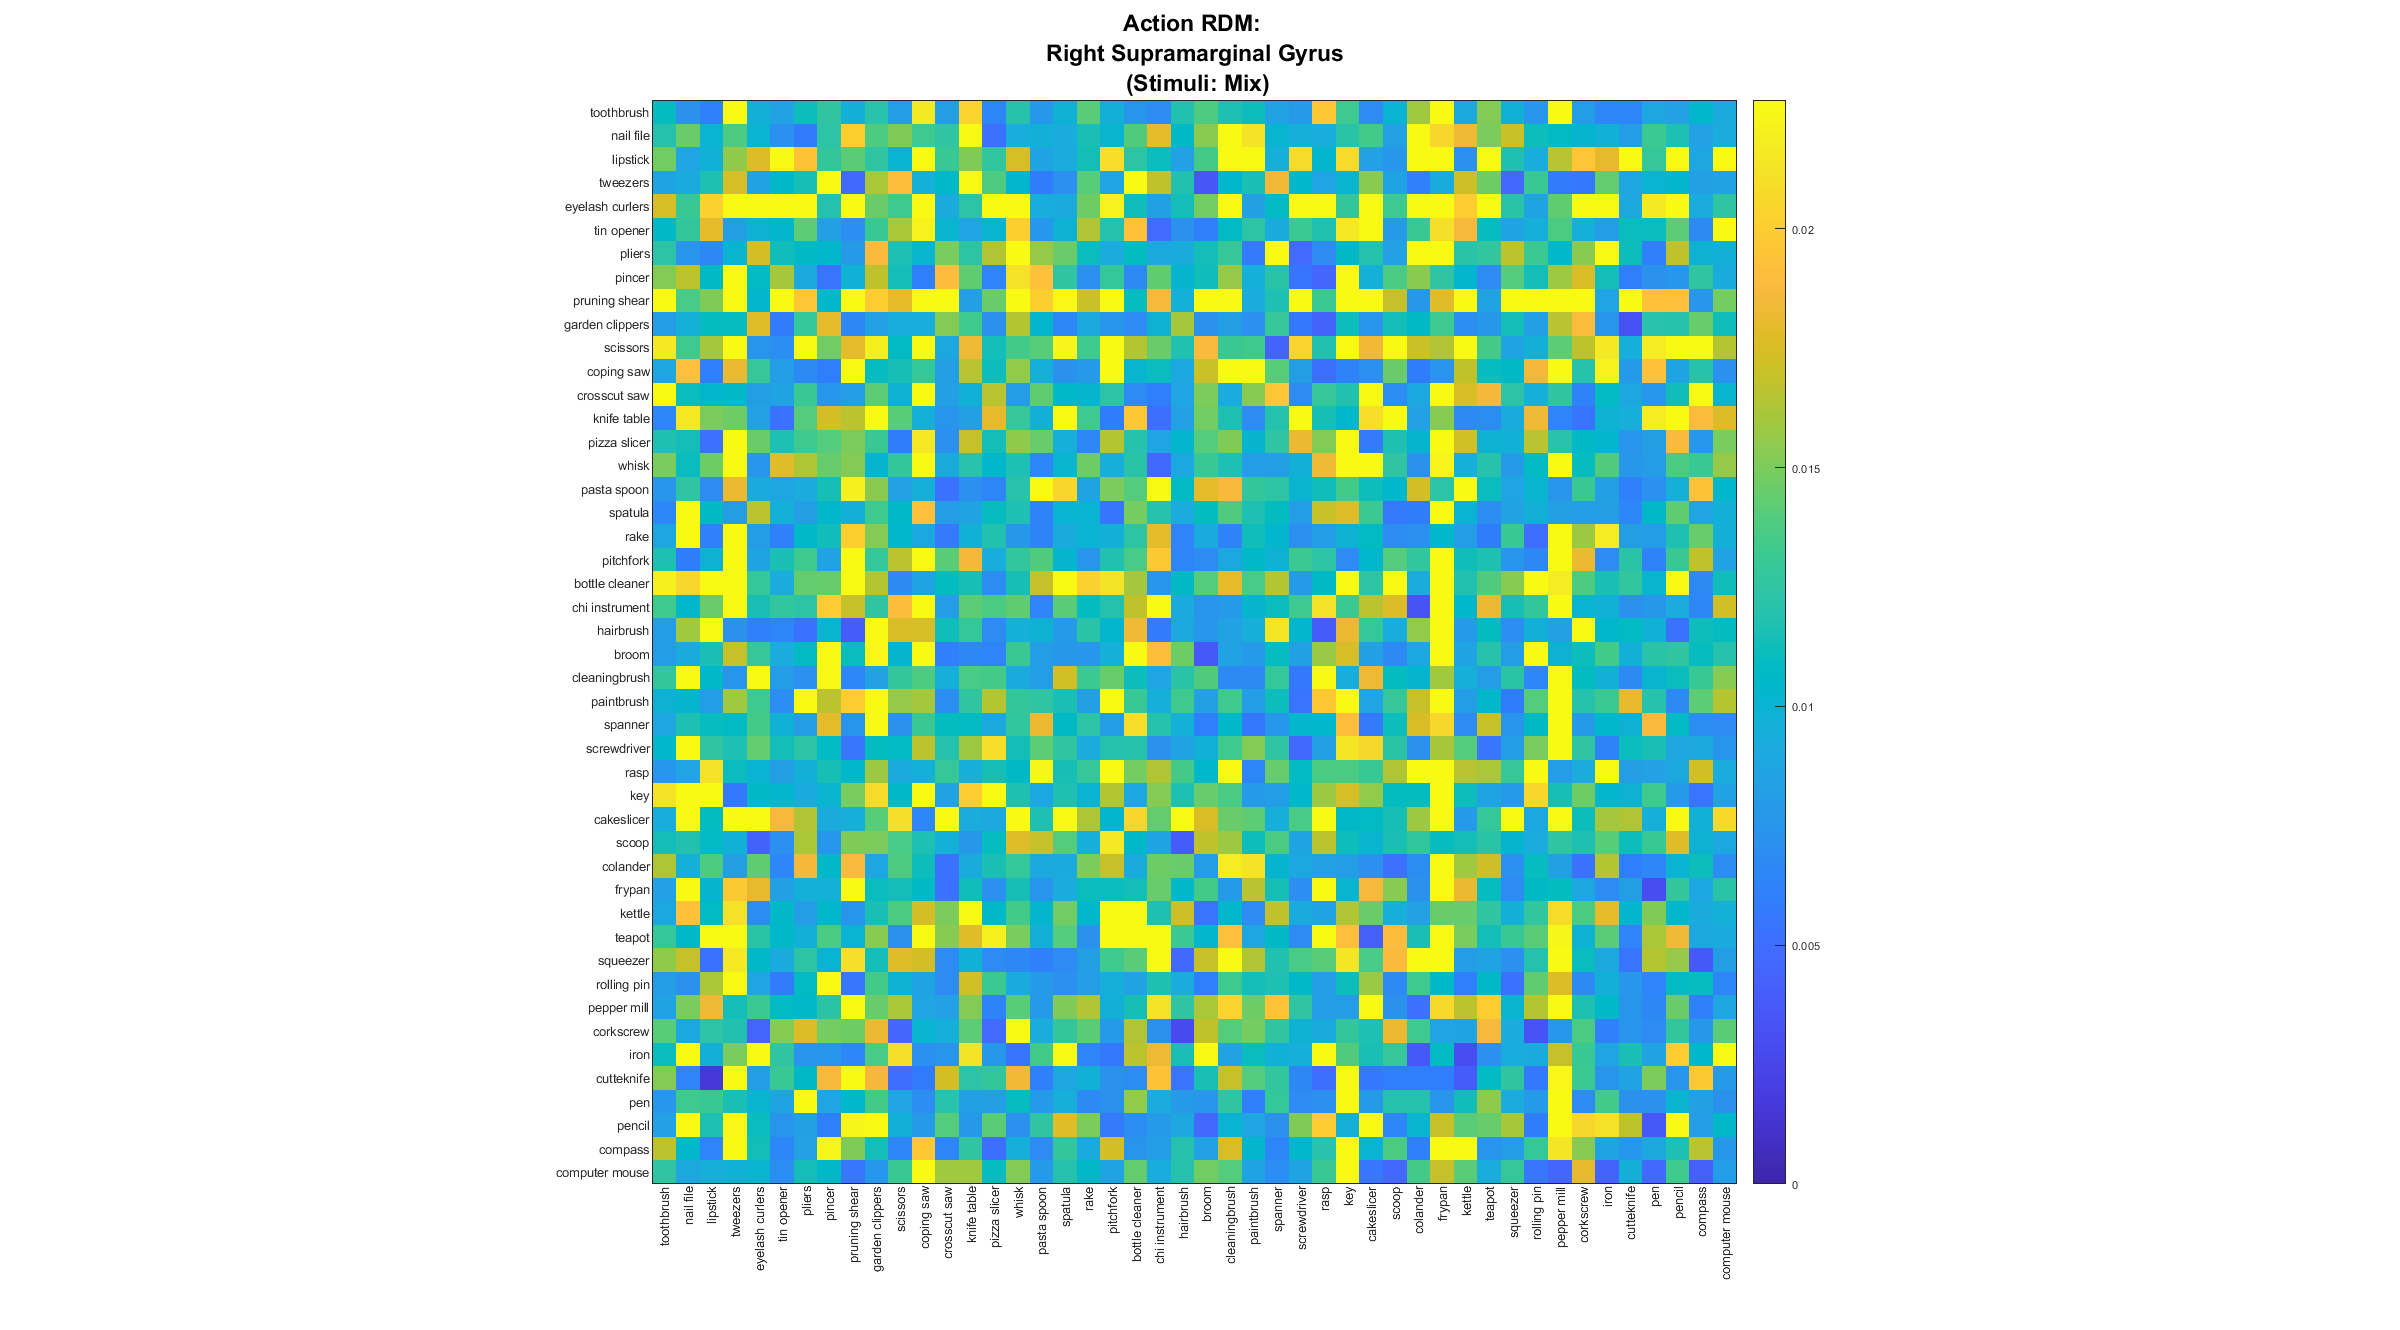 Action RDM:
Right Supramarginal Gyrus
(Stimuli: Mix)
toothbrush
nail file
lipstick
tweezers
eyelash curlers
tin opener
pliers
pincer
pruning shear
garden clippers
scissors
coping saw
crosscut saw
knife table
pizza slicer
whisk
pasta spoon
spatula
rake
pitchfork
bottle cleaner
chi instrument
hairbrush
broom
cleaningbrush
paintbrush
spanner
screwdriver
rasp
key
cakeslicer
scoop
colander
frypan
kettle
teapot
squeezer
rolling pin
pepper mill
corkscrew
iron
cutteknife
pen
pencil
compass
computer mouse
toothbrush
nail file
lipstick
tweezers
eyelash curlers
tin opener
pliers
pincer
pruning shear
garden clippers
scissors
coping saw
crosscut saw
knife table
pizza slicer
whisk
pasta spoon
spatula
rake
pitchfork
bottle cleaner
chi instrument
hairbrush
broom
cleaningbrush
paintbrush
spanner
screwdriver
rasp
key
cakeslicer
scoop
colander
frypan
kettle
teapot
squeezer
rolling pin
pepper mill
corkscrew
iron
cutteknife
pen
pencil
compass
computer mouse
0.02
0.015
0.01
0.005
0